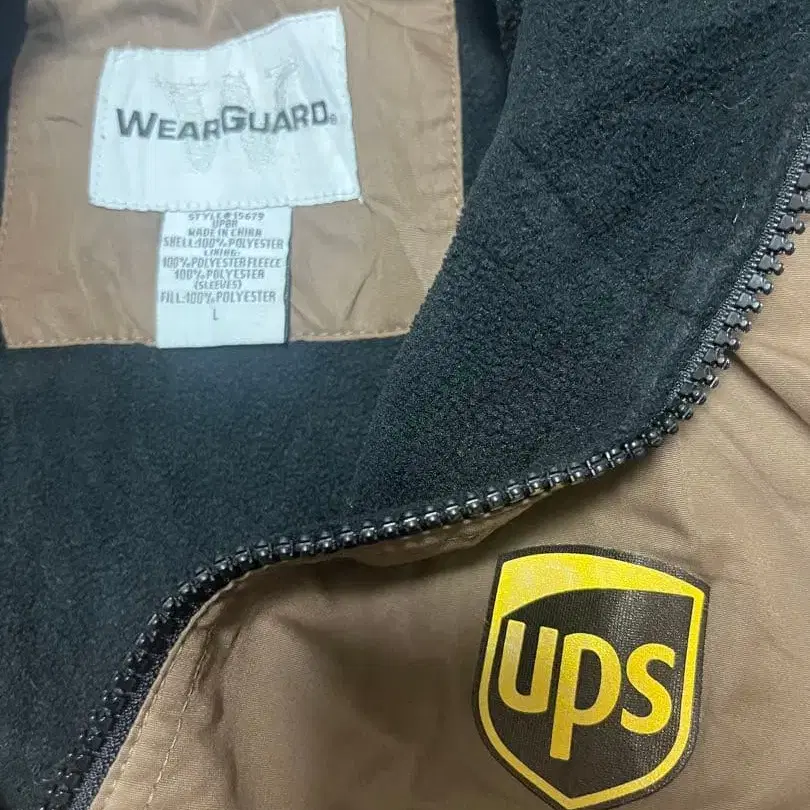 WEARGUARD®
STYLE# 15679
UPBR
MADE IN CHINA
SHELL:100% POLYESTER
LINING:
100% POLYESTER FLEECE
100% POLYESTER
(SLEEVES)
FILL:100% POLYESTER
L
ups